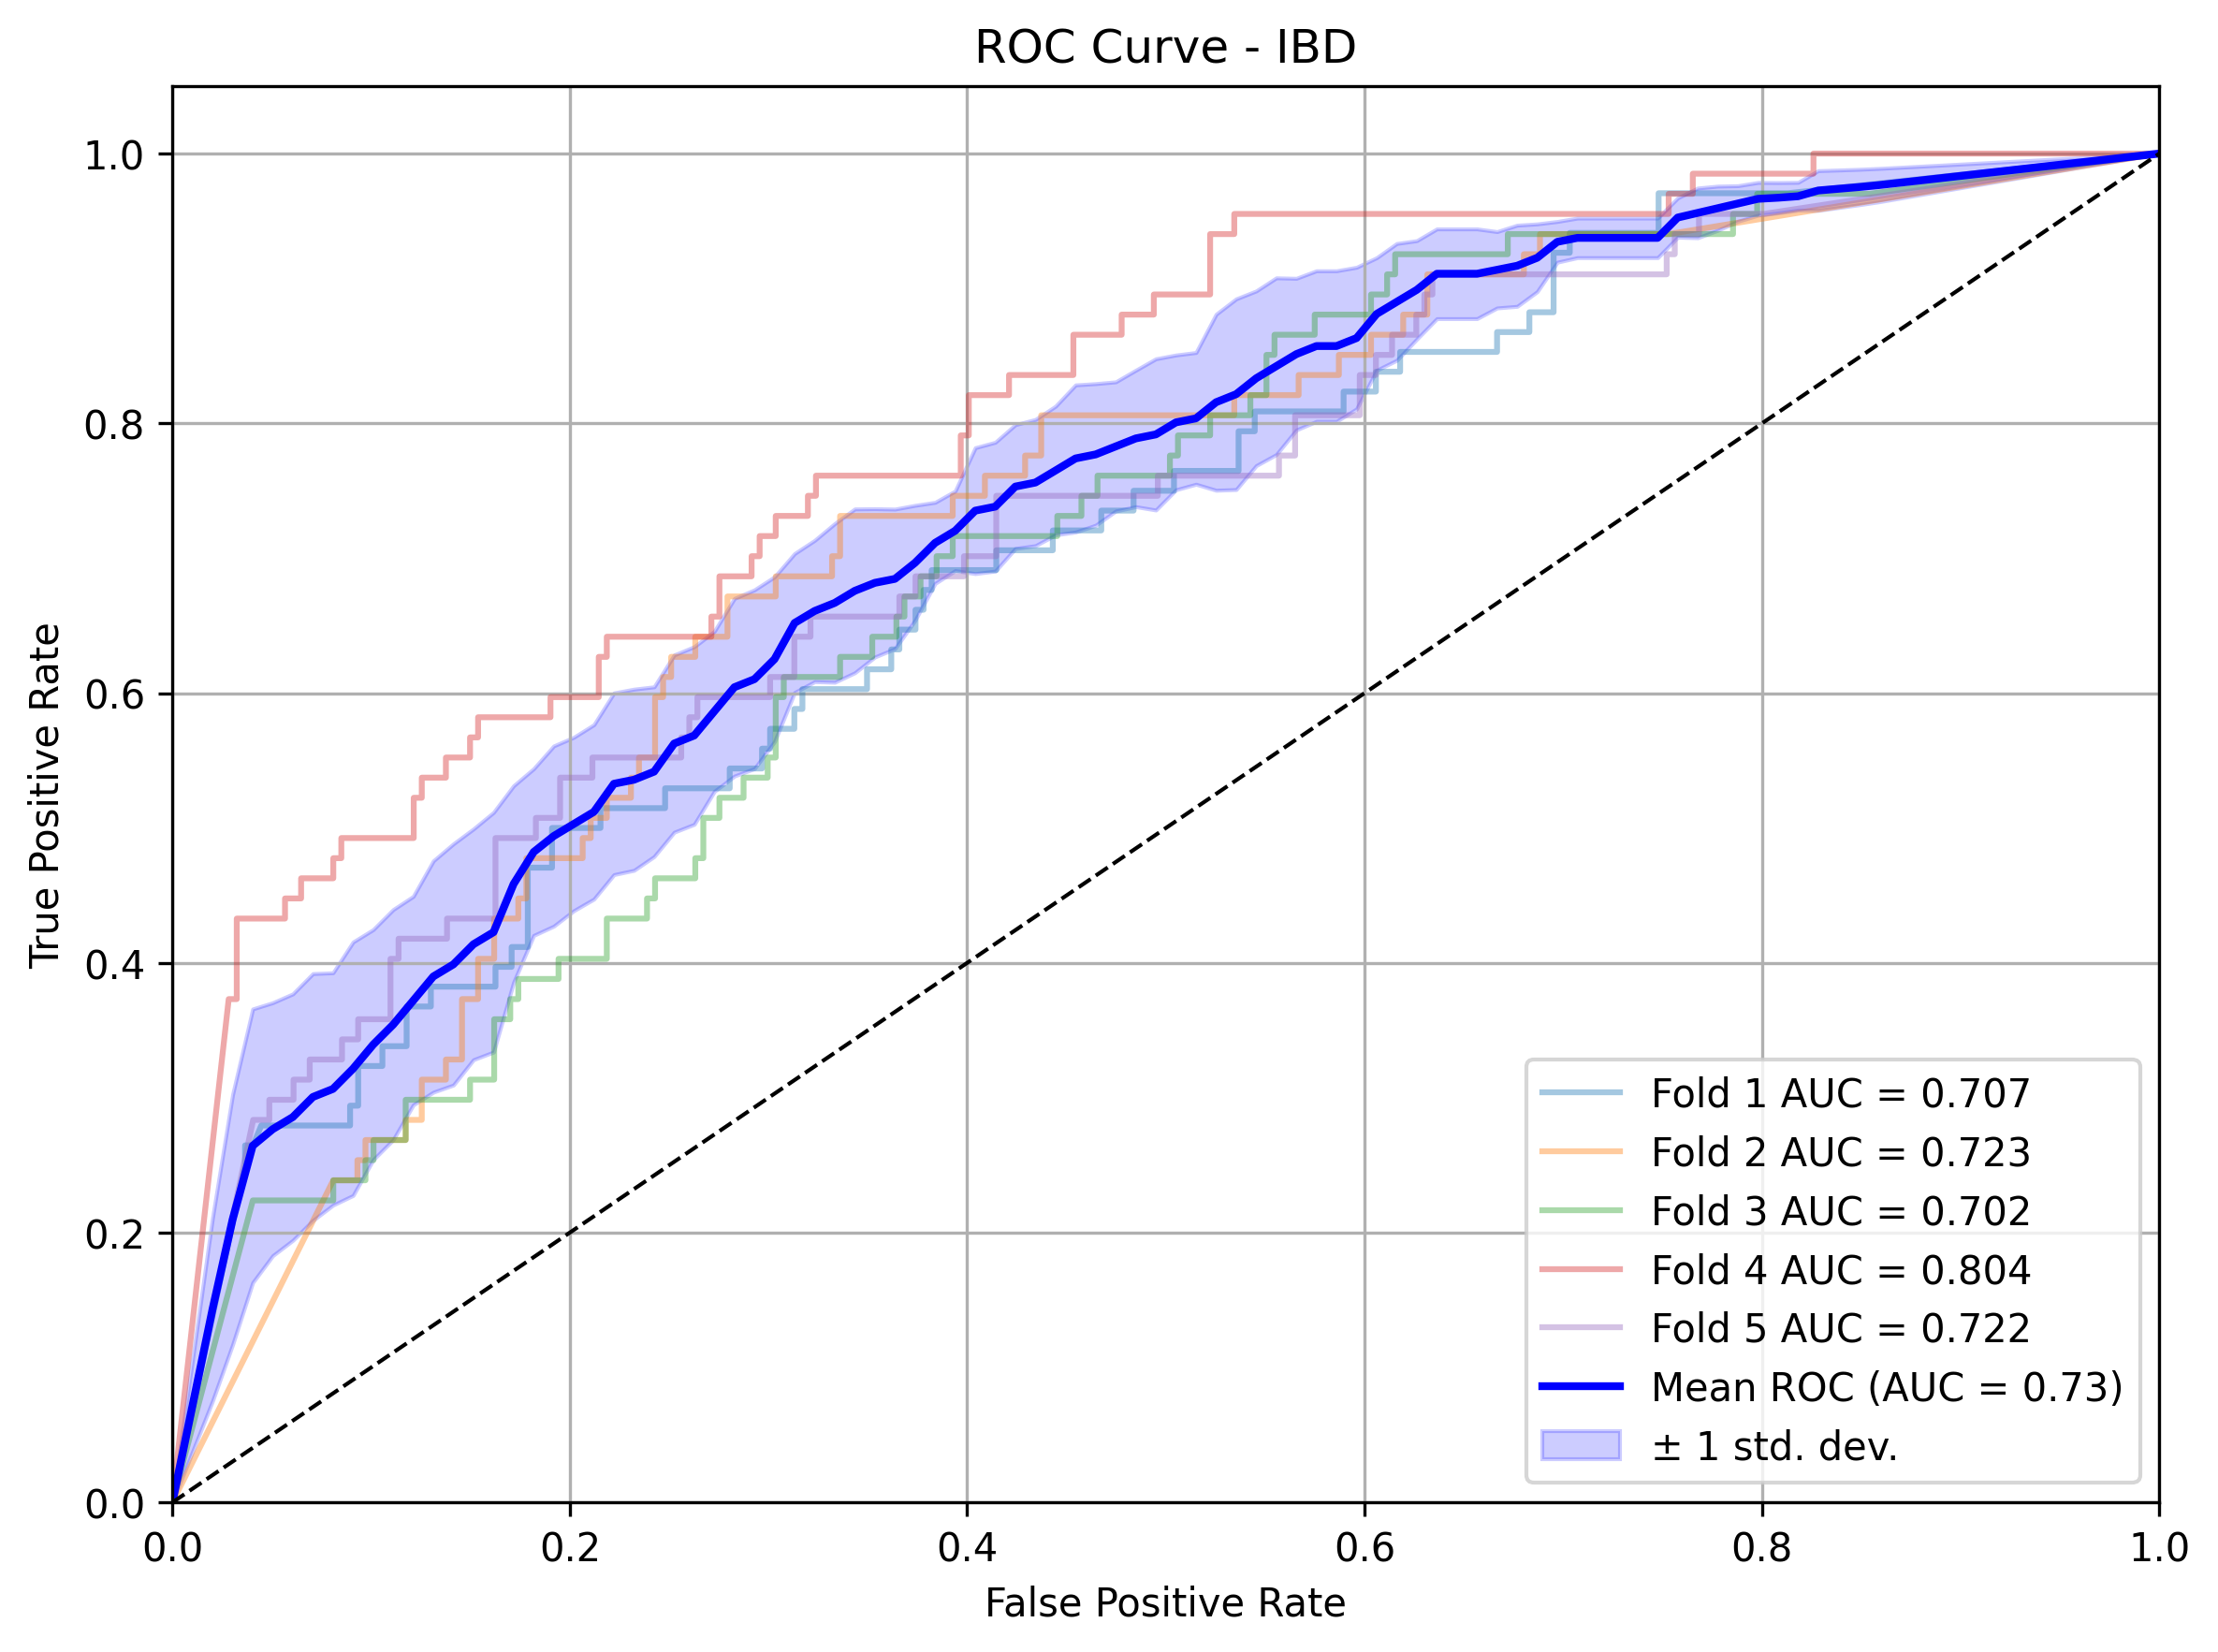 ROC Curve - IBD
True Positive Rate
1.0
0.8
0.6
0.4
0.2
0.0
0.0 0.2 0.4 0.6 0.8 1.0
False Positive Rate
Fold 1 AUC = 0.707
Fold 2 AUC = 0.723
Fold 3 AUC = 0.702
Fold 4 AUC = 0.804
Fold 5 AUC = 0.722
Mean ROC (AUC = 0.73)
± 1 std. dev.